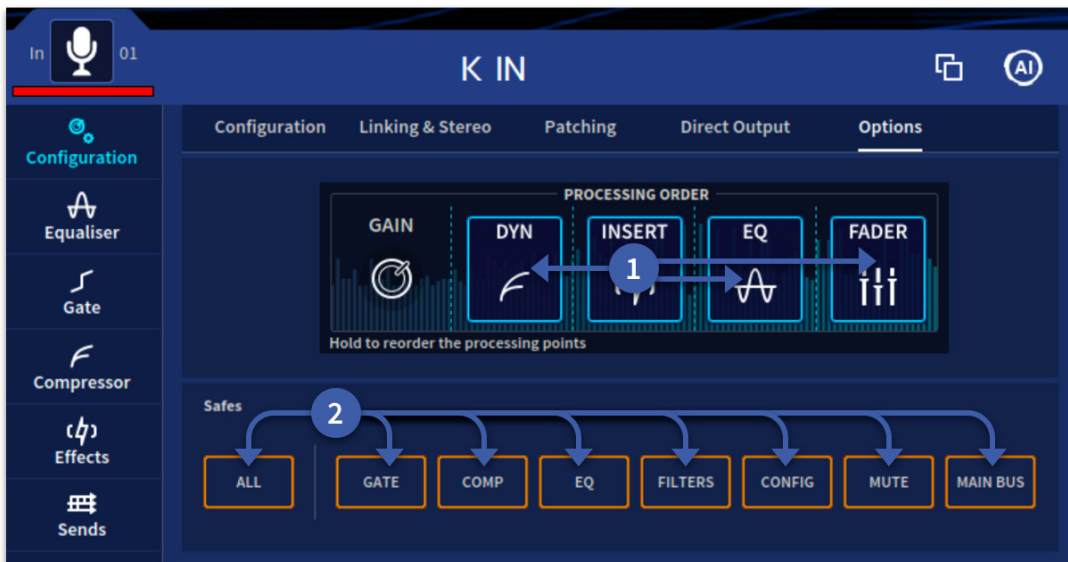 In 01
K IN
AI
Configuration
Equaliser
Gate
Compressor
Effects
Sends
Configuration Linking & Stereo Patching Direct Output Options
PROCESSING ORDER
GAIN DYN INSERT EQ FADER
1
Hold to reorder the processing points
Safes
2
ALL GATE COMP EQ FILTERS CONFIG MUTE MAIN BUS